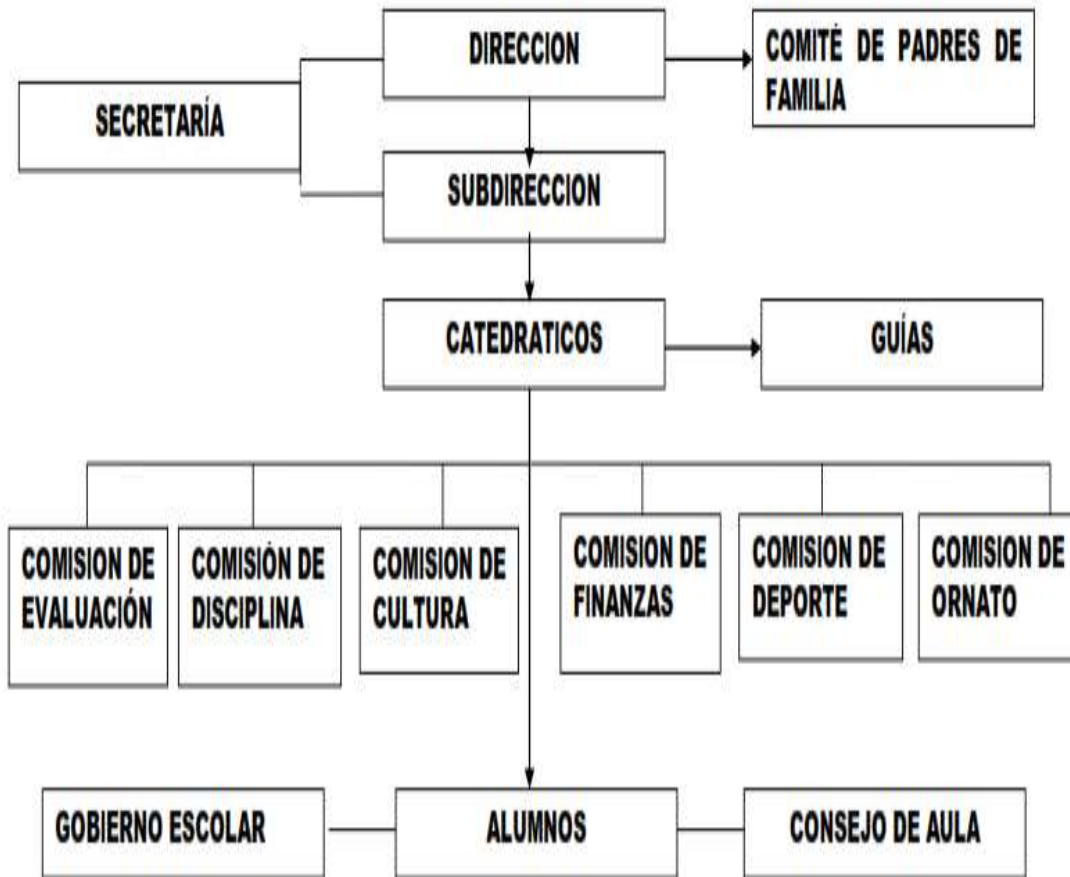 DIRECCION
COMITÉ DE PADRES DE
FAMILIA
SECRETARÍA
SUBDIRECCION
CATEDRATICOS
GUÍAS
COMISION DE
EVALUACIÓN
COMISIÓN DE
DISCIPLINA
COMISION DE
CULTURA
COMISION DE
FINANZAS
COMISION DE
DEPORTE
COMISION DE
ORNATO
GOBIERNO ESCOLAR
ALUMNOS
CONSEJO DE AULA